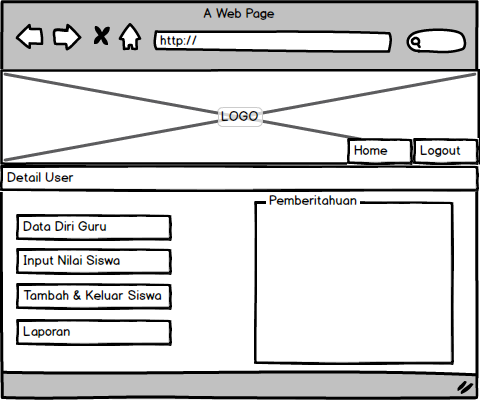 A Web Page
http://
LOGO
Home
Logout
Detail User
Pemberitahuan
Data Diri Guru
Input Nilai Siswa
Tambah & Keluar Siswa
Laporan